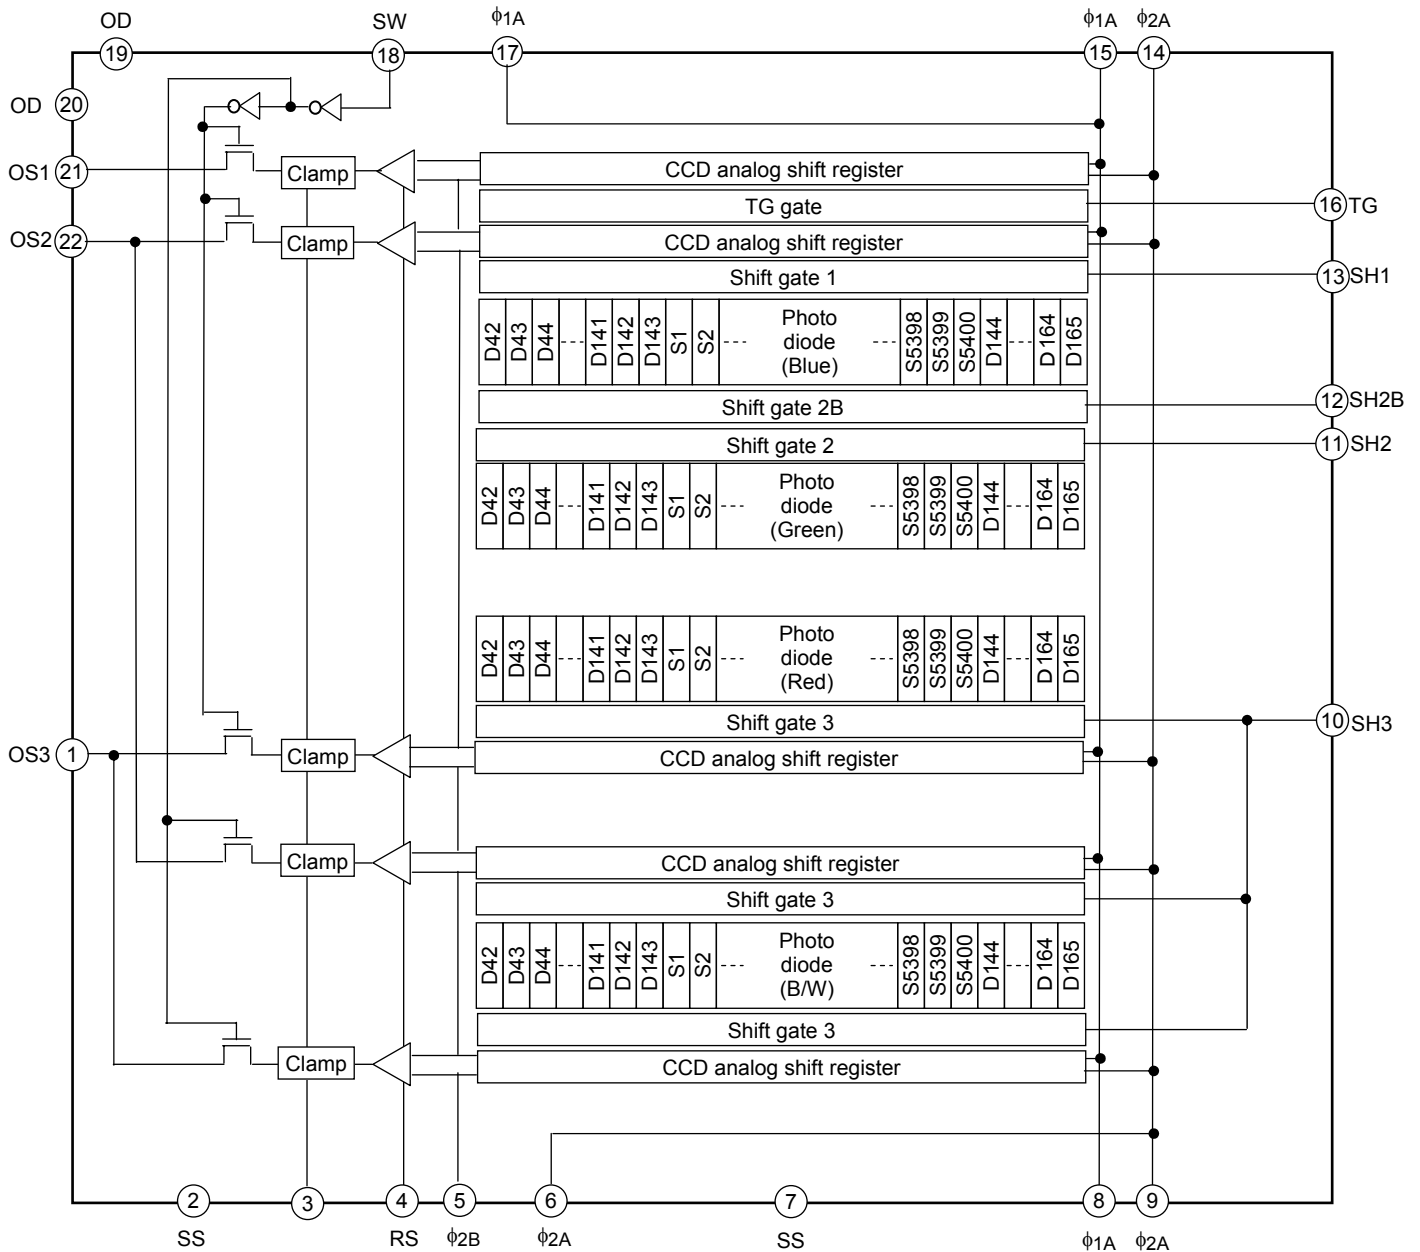 OD SW ϕ1A ϕ1A ϕ2A
19 18 17 15 14
OD 20
OS1 21 Clamp CCD analog shift register
TG gate 16 TG
OS2 22 Clamp CCD analog shift register
Shift gate 1 13 SH1
D42 D43 D44 ---- D141 D142 D143 S1 S2 --- Photo diode (Blue) --- S5398 S5399 S5400 D144 ---- D164 D165
Shift gate 2B 12 SH2B
Shift gate 2 11 SH2
D42 D43 D44 ---- D141 D142 D143 S1 S2 --- Photo diode (Green) --- S5398 S5399 S5400 D144 ---- D164 D165
D42 D43 D44 ---- D141 D142 D143 S1 S2 --- Photo diode (Red) --- S5398 S5399 S5400 D144 ---- D164 D165
Shift gate 3 10 SH3
OS3 1 Clamp CCD analog shift register
Clamp CCD analog shift register
Shift gate 3
D42 D43 D44 ---- D141 D142 D143 S1 S2 --- Photo diode (B/W) --- S5398 S5399 S5400 D144 ---- D164 D165
Shift gate 3
Clamp CCD analog shift register
2 3 4 5 6 7 8 9
SS RS ϕ2B ϕ2A SS ϕ1A ϕ2A